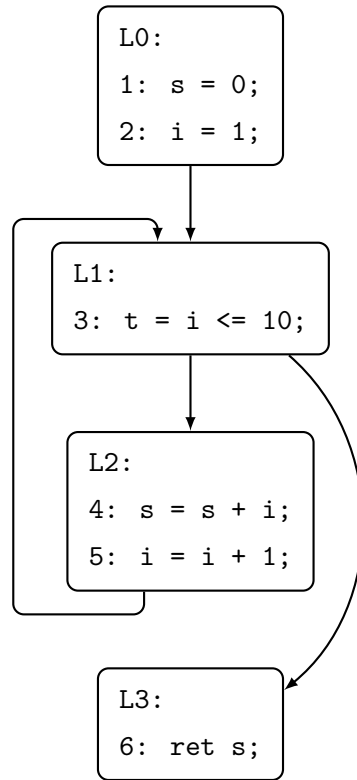 L0:
1: s = 0;
2: i = 1;
L1:
3: t = i <= 10;
L2:
4: s = s + i;
5: i = i + 1;
L3:
6: ret s;